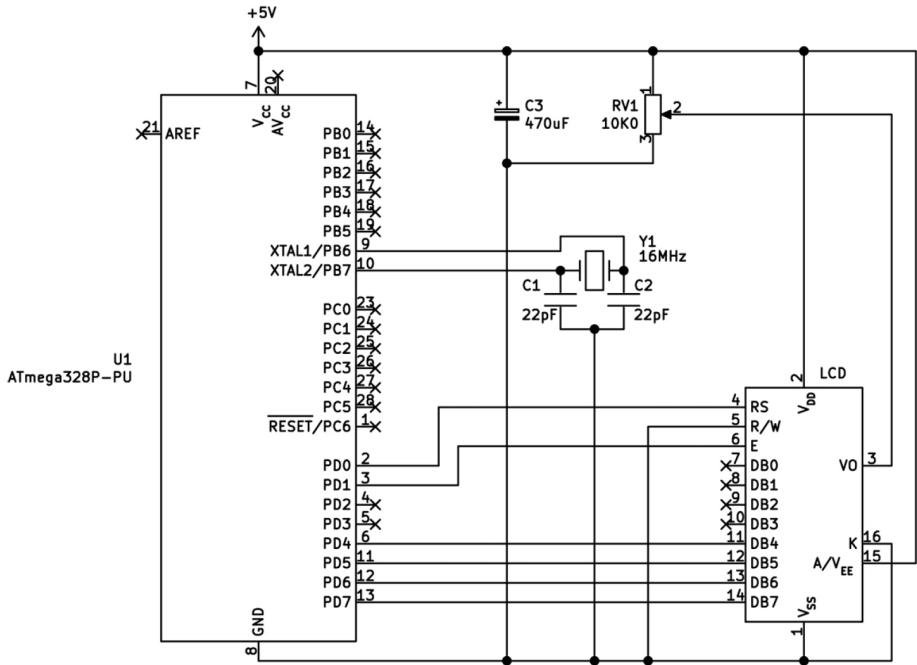 +5V
7
20
VCC
AVCC
21
AREF
PB0
14
PB1
15
PB2
16
PB3
17
PB4
18
PB5
19
XTAL1/PB6
9
XTAL2/PB7
10
PC0
23
PC1
24
PC2
25
PC3
26
PC4
27
PC5
28
RESET/PC6
1
PD0
2
PD1
3
PD2
4
PD3
5
PD4
6
PD5
11
PD6
12
PD7
13
GND
8
U1
ATmega328P-PU
+
C3
470uF
RV1
10K0
1
2
3
Y1
16MHz
C1
22pF
C2
22pF
LCD
2
VDD
4
RS
5
R/W
6
E
7
DB0
8
DB1
9
DB2
10
DB3
11
DB4
12
DB5
13
DB6
14
DB7
VO
3
K
16
A/VEE
15
VSS
1